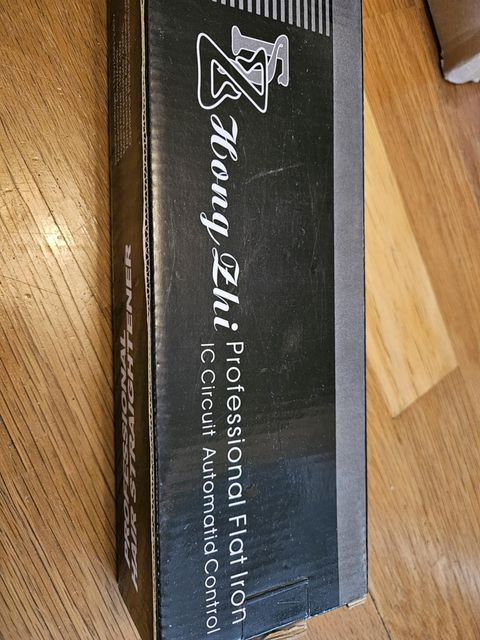 Hong Zhi
Professional Flat Iron
IC Circuit Automatid Control
PROFESSIONAL
HAIR STRAIGHTENER